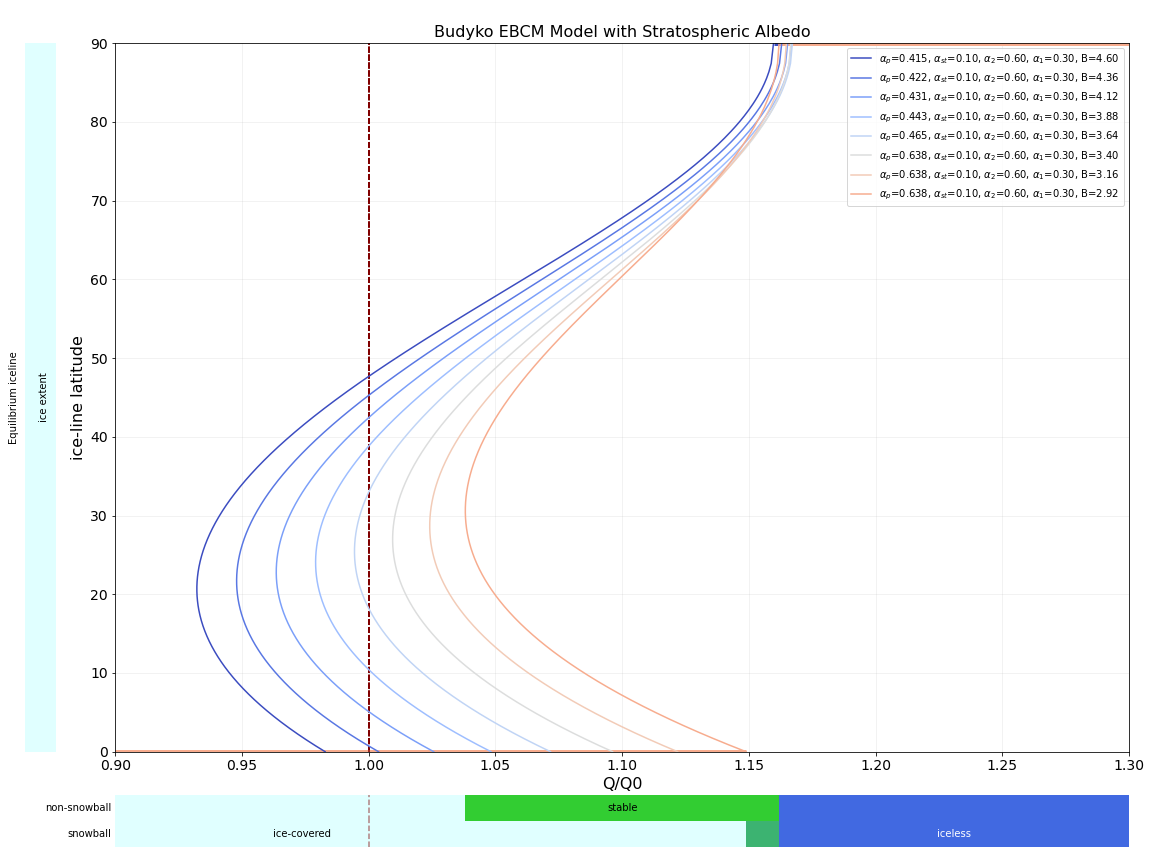 Budyko EBCM Model with Stratospheric Albedo
90
80
70
60
50
40
30
20
10
0
ice-line latitude
Equilibrium iceline
ice extent
αp=0.415, αst=0.10, α2=0.60, α1=0.30, B=4.60
αp=0.422, αst=0.10, α2=0.60, α1=0.30, B=4.36
αp=0.431, αst=0.10, α2=0.60, α1=0.30, B=4.12
αp=0.443, αst=0.10, α2=0.60, α1=0.30, B=3.88
αp=0.465, αst=0.10, α2=0.60, α1=0.30, B=3.64
αp=0.638, αst=0.10, α2=0.60, α1=0.30, B=3.40
αp=0.638, αst=0.10, α2=0.60, α1=0.30, B=3.16
αp=0.638, αst=0.10, α2=0.60, α1=0.30, B=2.92
0.90 0.95 1.00 1.05 1.10 1.15 1.20 1.25 1.30
Q/Q0
non-snowball stable
snowball ice-covered iceless